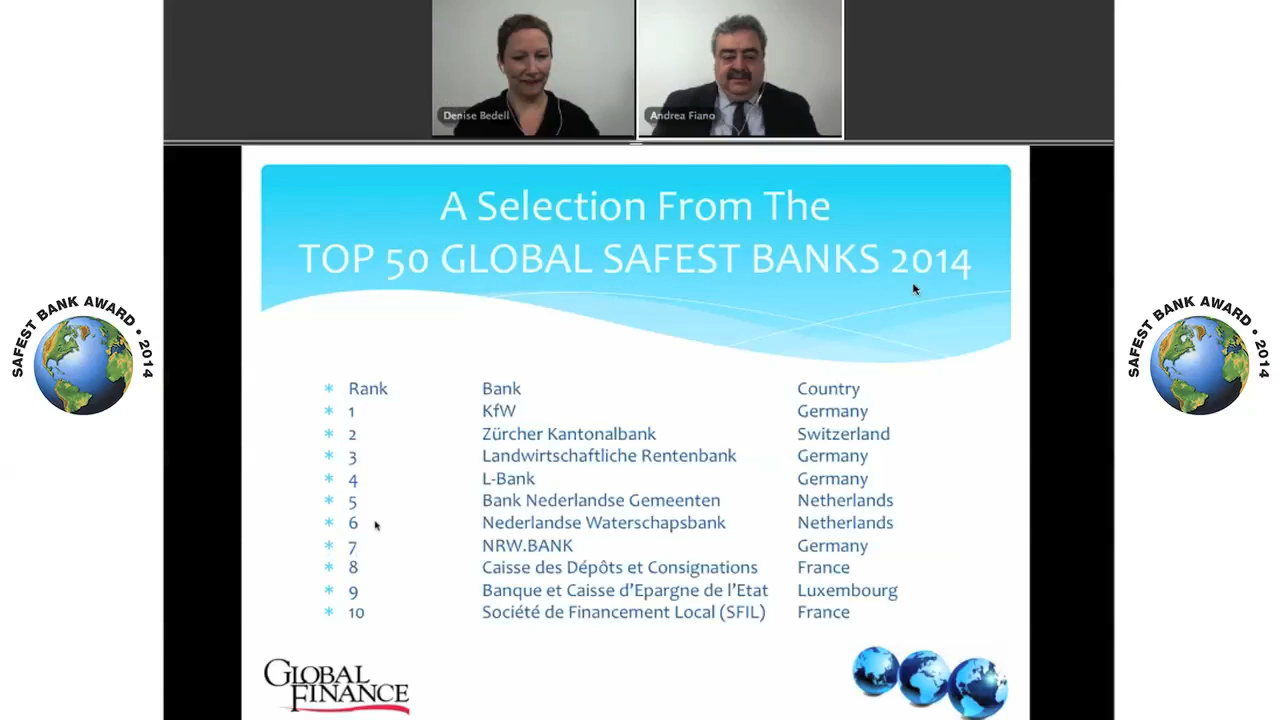 Denise Bedell
Andrea Fiano
A Selection From The
TOP 50 GLOBAL SAFEST BANKS 2014
SAFEST BANK AWARD • 2014
SAFEST BANK AWARD • 2014
* Rank Bank Country
* 1 KfW Germany
* 2 Zürcher Kantonalbank Switzerland
* 3 Landwirtschaftliche Rentenbank Germany
* 4 L-Bank Germany
* 5 Bank Nederlandse Gemeenten Netherlands
* 6 Nederlandse Waterschapsbank Netherlands
* 7 NRW.BANK Germany
* 8 Caisse des Dépôts et Consignations France
* 9 Banque et Caisse d’Epargne de l’Etat Luxembourg
* 10 Société de Financement Local (SFIL) France
GLOBAL
FINANCE